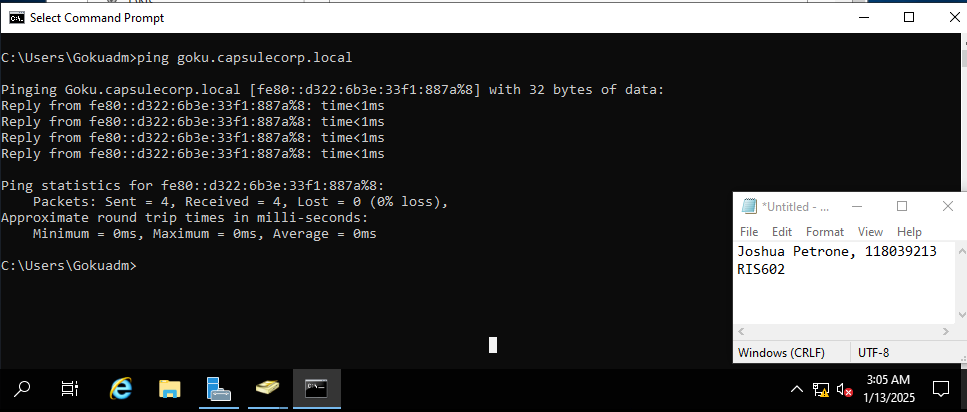 Select Command Prompt
C:\Users\Gokuadm>ping goku.capsulecorp.local
Pinging Goku.capsulecorp.local [fe80::d322:6b3e:33f1:887a%8] with 32 bytes of data:
Reply from fe80::d322:6b3e:33f1:887a%8: time<1ms
Reply from fe80::d322:6b3e:33f1:887a%8: time<1ms
Reply from fe80::d322:6b3e:33f1:887a%8: time<1ms
Reply from fe80::d322:6b3e:33f1:887a%8: time<1ms
Ping statistics for fe80::d322:6b3e:33f1:887a%8:
    Packets: Sent = 4, Received = 4, Lost = 0 (0% loss),
Approximate round trip times in milli-seconds:
    Minimum = 0ms, Maximum = 0ms, Average = 0ms
C:\Users\Gokuadm>
*Untitled - ...
File Edit Format View Help
Joshua Petrone, 118039213
RIS602
Windows (CRLF) UTF-8
3:05 AM
1/13/2025